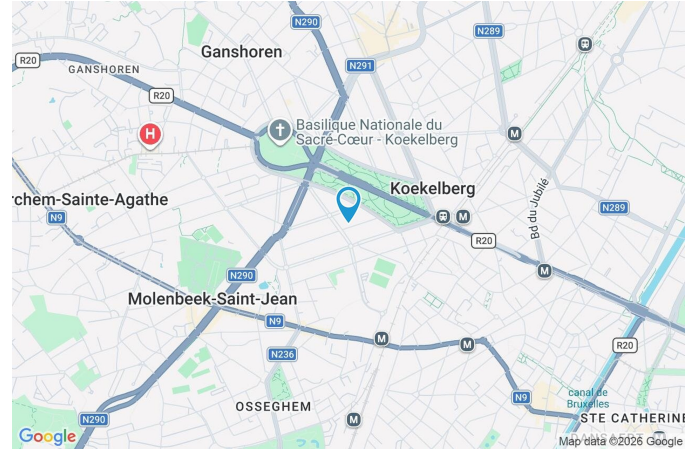 N290
N289
Ganshoren
R20
GANSHOREN
N291
R20
H
Basilique Nationale du
Sacré-Cœur - Koekelberg
M
Koekelberg
rchem-Sainte-Agathe
N9
Bd du Jubilé
N289
M
R20
N290
M
Molenbeek-Saint-Jean
N9
M
M
R20
N236
canal de
Bruxelles
OSSEGHEM
N9
N290
M
STE CATHERINE
M
Google
Map data ©2026 Google